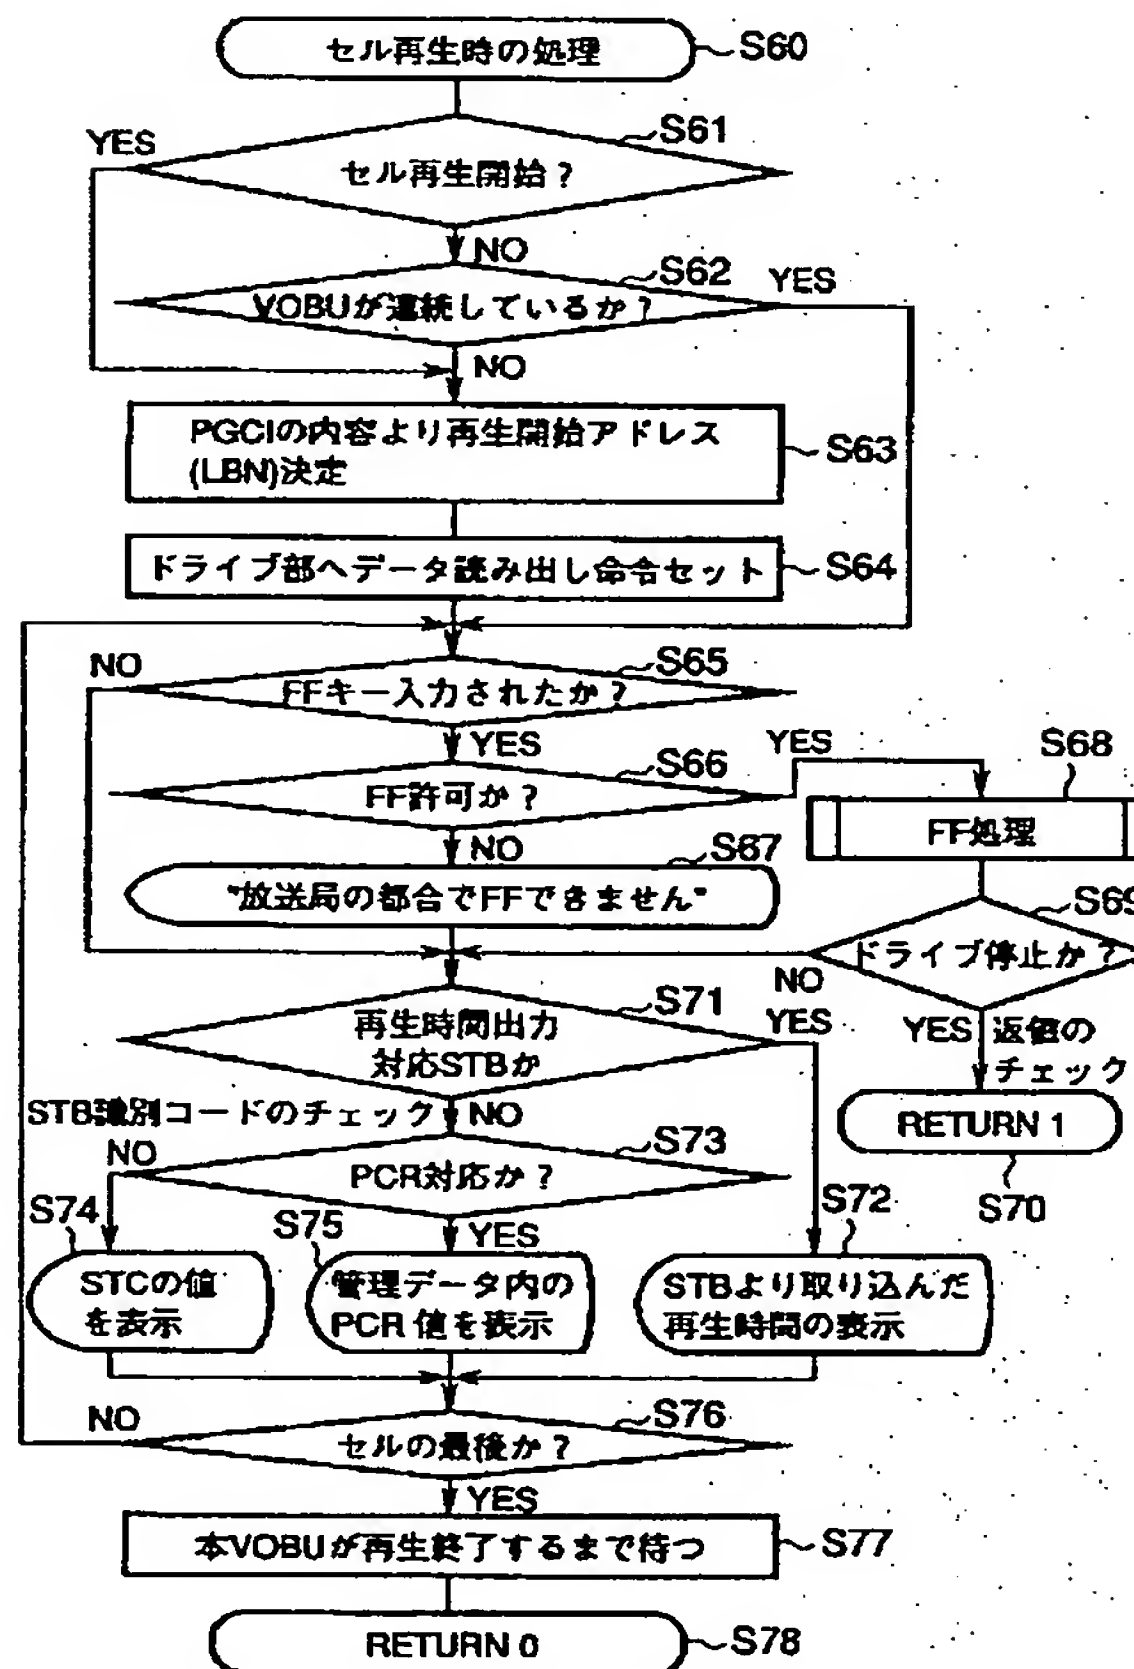 セル再生時の処理
S60
YES
S61
セル再生開始？
NO
S62
YES
VOBUが連続しているか？
NO
PGCIの内容より再生開始アドレス
(LBN)決定
S63
ドライブ部へデータ読み出し命令セット
S64
NO
S65
FFキー入力されたか？
YES
S66
YES
S68
FF許可か？
FF処理
NO
S67
"放送局の都合でFFできません"
S69
ドライブ停止か？
NO
S71
YES
再生時間出力
対応STBか
YES 返値の
チェック
STB識別コードのチェック
NO
RETURN 1
S70
NO
S73
PCR対応か？
S74
S75
YES
S72
STCの値
を表示
管理データ内の
PCR 値を表示
STBより取り込んだ
再生時間の表示
NO
S76
セルの最後か？
YES
本VOBUが再生終了するまで待つ
S77
RETURN 0
S78